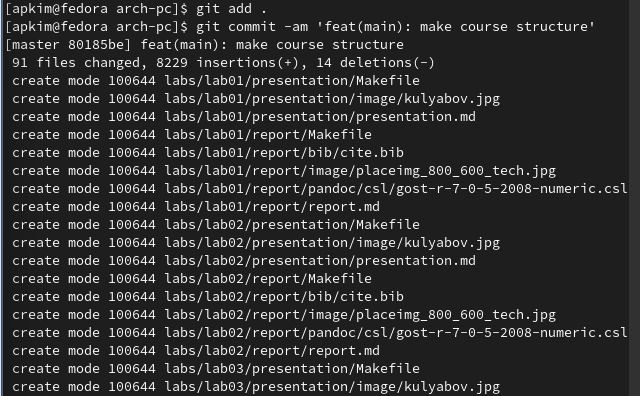 [apkim@fedora arch-pc]$ git add .
[apkim@fedora arch-pc]$ git commit -am 'feat(main): make course structure'
[master 80185be] feat(main): make course structure
 91 files changed, 8229 insertions(+), 14 deletions(-)
 create mode 100644 labs/lab01/presentation/Makefile
 create mode 100644 labs/lab01/presentation/image/kulyabov.jpg
 create mode 100644 labs/lab01/presentation/presentation.md
 create mode 100644 labs/lab01/report/Makefile
 create mode 100644 labs/lab01/report/bib/cite.bib
 create mode 100644 labs/lab01/report/image/placeimg_800_600_tech.jpg
 create mode 100644 labs/lab01/report/pandoc/csl/gost-r-7-0-5-2008-numeric.csl
 create mode 100644 labs/lab01/report/report.md
 create mode 100644 labs/lab02/presentation/Makefile
 create mode 100644 labs/lab02/presentation/image/kulyabov.jpg
 create mode 100644 labs/lab02/presentation/presentation.md
 create mode 100644 labs/lab02/report/Makefile
 create mode 100644 labs/lab02/report/bib/cite.bib
 create mode 100644 labs/lab02/report/image/placeimg_800_600_tech.jpg
 create mode 100644 labs/lab02/report/pandoc/csl/gost-r-7-0-5-2008-numeric.csl
 create mode 100644 labs/lab02/report/report.md
 create mode 100644 labs/lab03/presentation/Makefile
 create mode 100644 labs/lab03/presentation/image/kulyabov.jpg